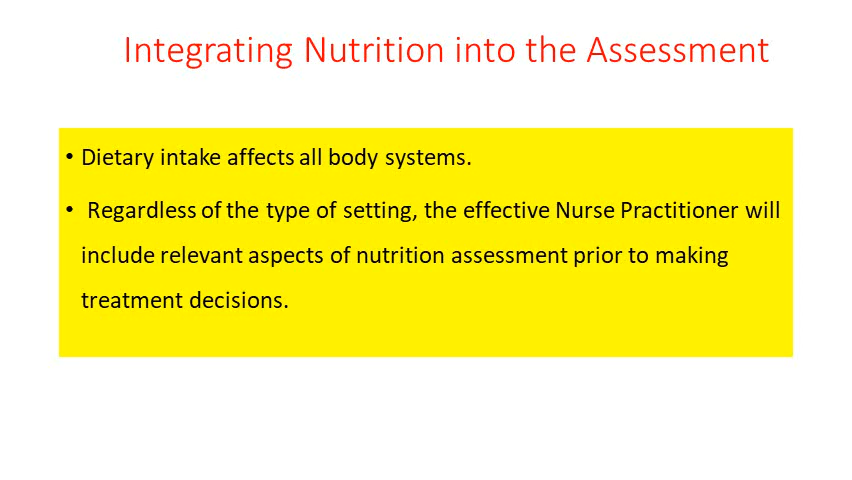 Integrating Nutrition into the Assessment
• Dietary intake affects all body systems.
• Regardless of the type of setting, the effective Nurse Practitioner will
include relevant aspects of nutrition assessment prior to making
treatment decisions.